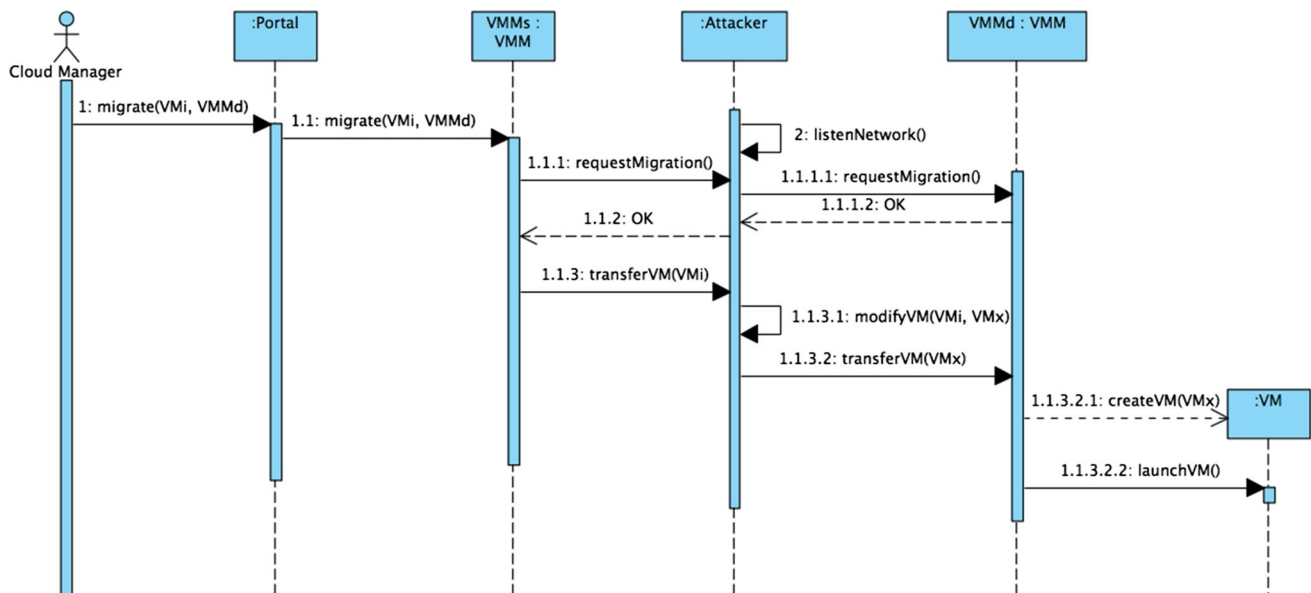 :Portal
VMMs :
VMM
:Attacker
VMMd : VMM
Cloud Manager
1: migrate(VMi, VMMd)
1.1: migrate(VMi, VMMd)
2: listenNetwork()
1.1.1: requestMigration()
1.1.1.1: requestMigration()
1.1.1.2: OK
1.1.2: OK
1.1.3: transferVM(VMi)
1.1.3.1: modifyVM(VMi, VMx)
1.1.3.2: transferVM(VMx)
1.1.3.2.1: createVM(VMx)
:VM
1.1.3.2.2: launchVM()